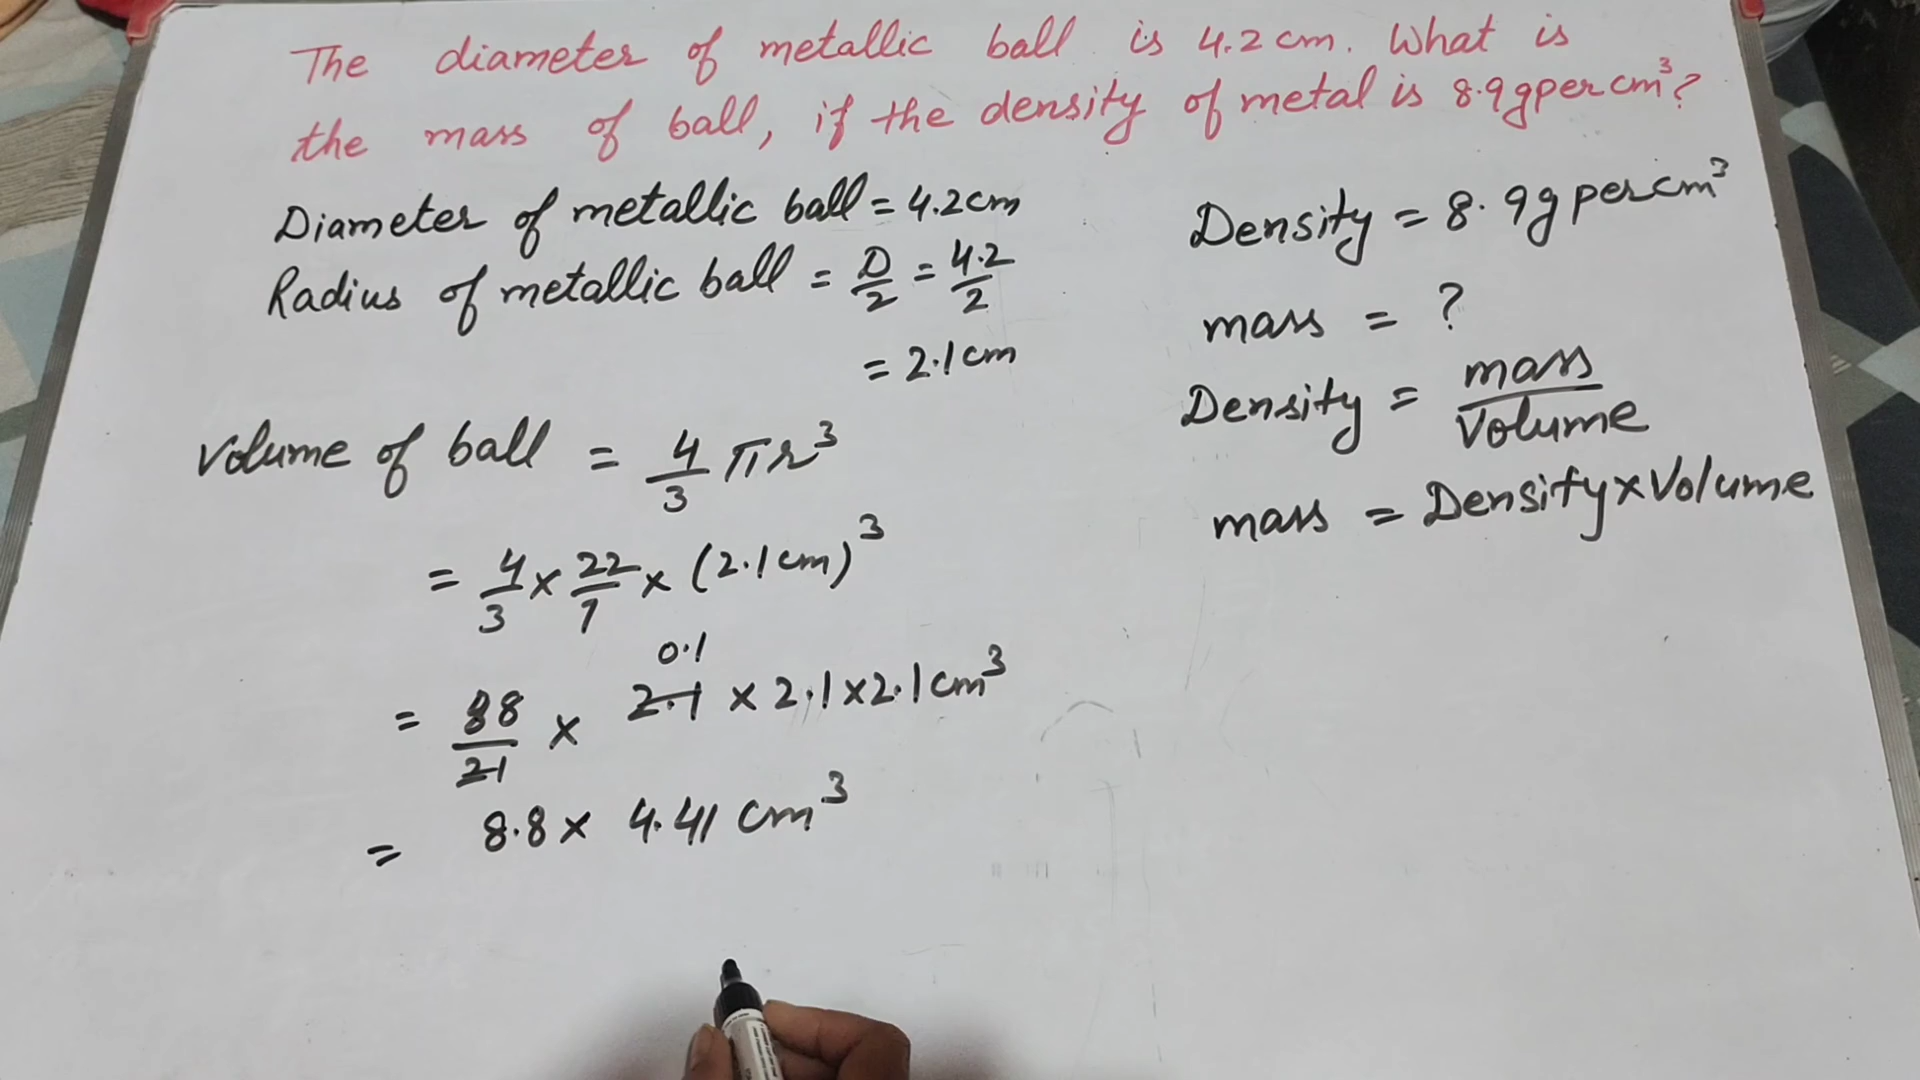 The diameter of metallic ball is 4.2cm. What is
the mass of ball, if the density of metal is 8.9g per cm³?
Diameter of metallic ball = 4.2cm
Radius of metallic ball = D/2 = 4.2/2
= 2.1cm
Volume of ball = 4/3 πr³
= 4/3 × 22/7 × (2.1cm)³
0.1
= 88/21 × 2.1 × 2.1 × 2.1cm³
= 8.8 × 4.41 cm³
Density = 8.9g per cm³
mass = ?
Density = mass/Volume
mass = Density × Volume